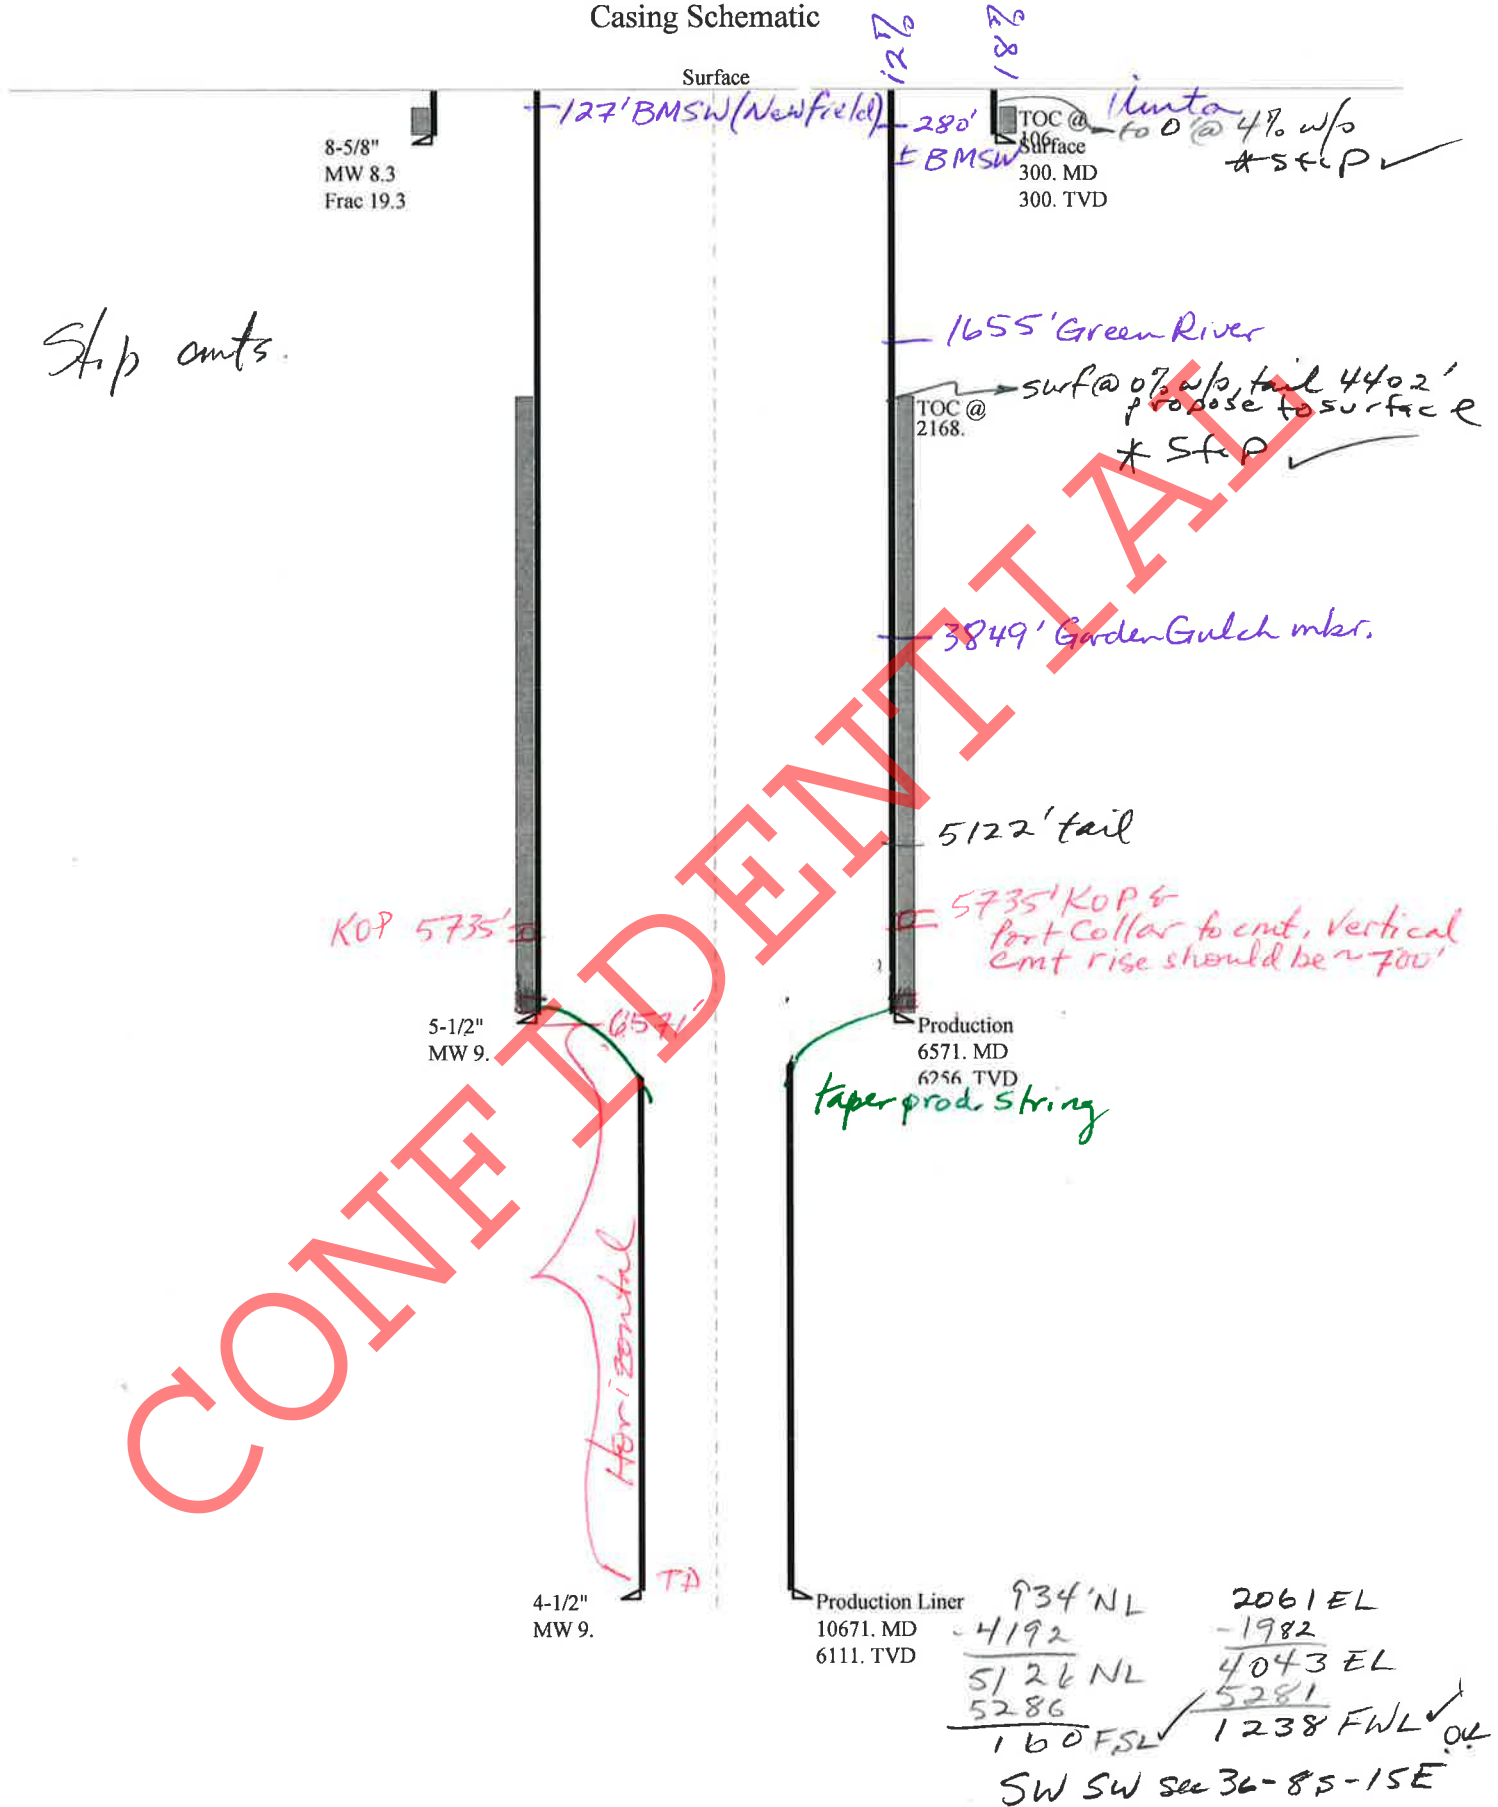 Casing Schematic
12%
18%
Surface
127' BMSW (Newfield)
280'
± BMSW
Uinta
TOC @
to 0' @ 4% w/o
106.
Surface
* Step ✓
300. MD
300. TVD
8-5/8"
MW 8.3
Frac 19.3
Stip cmts.
1655' Green River
surf @ 0% w/o, tail 4402'
propose to surface
* Step ✓
TOC @
2168.
3849' Garden Gulch mbr.
5122' tail
KOP 5735'
5735' KOP &
Port Collar to cmt, Vertical
cmt rise should be ~ 700'
5-1/2"
MW 9.
6571'
Production
6571. MD
6256. TVD
taper prod. string
Horizontal
TD
4-1/2"
MW 9.
Production Liner
10671. MD
6111. TVD
934' NL
-4192
5126 NL
5286
160 FSL ✓
2061 EL
-1982
4043 EL
5281
1238 FWL ✓ OK
SW SW sec 36-8S-15E
CONFIDENTIAL